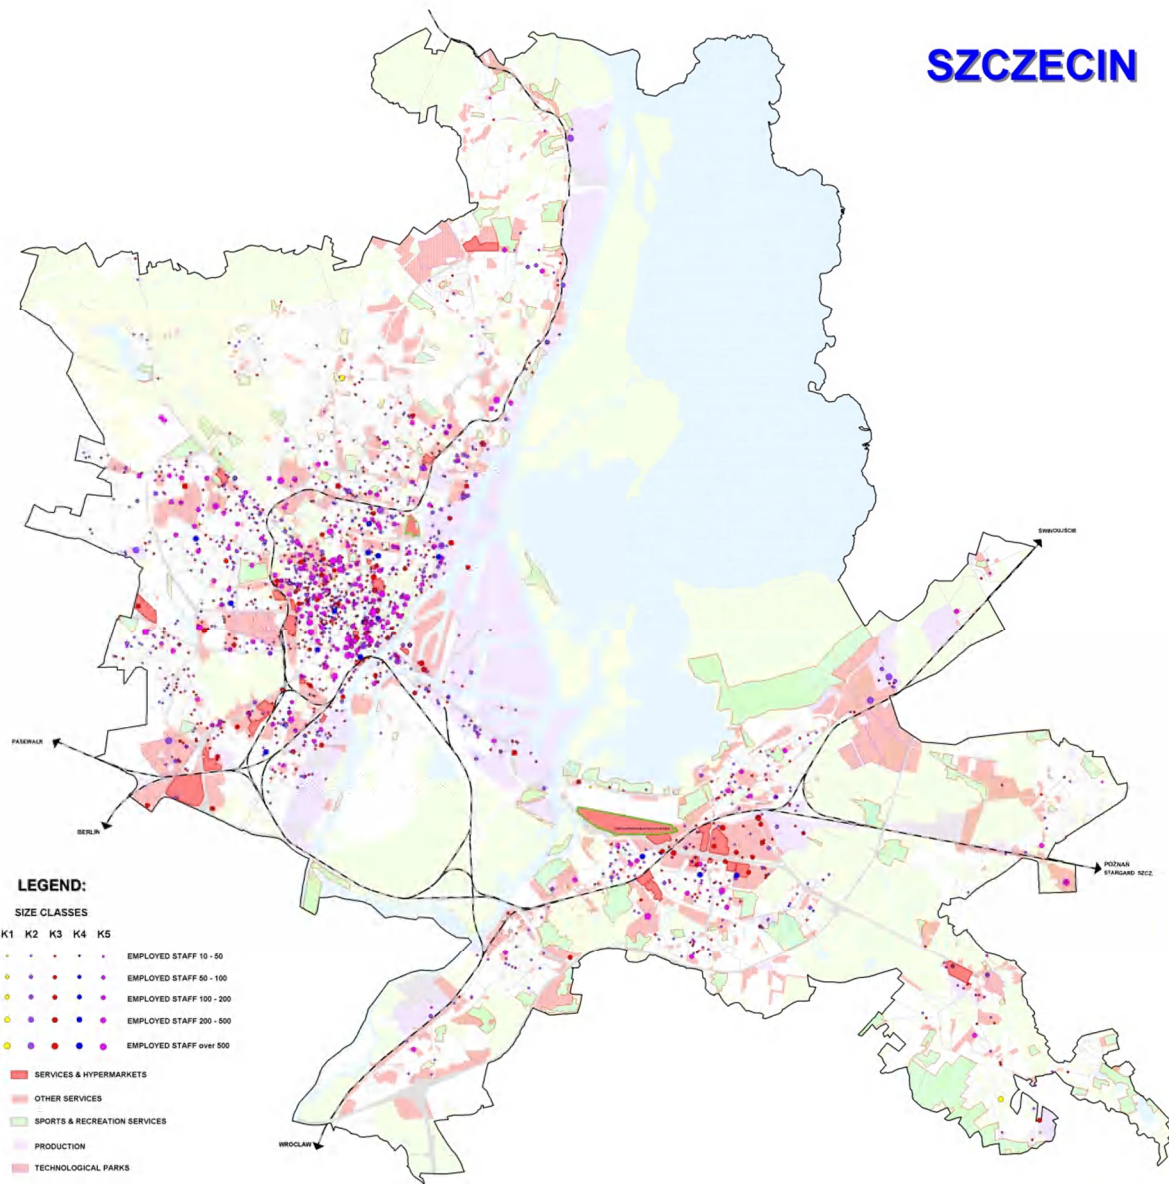 SZCZECIN
ŚWINOUJŚCIE
PASEWALK
BERLIN
POZNAŃ
STARGARD SZCZ.
WROCŁAW
LEGEND:
SIZE CLASSES
K1 K2 K3 K4 K5
EMPLOYED STAFF 10 - 50
EMPLOYED STAFF 50 - 100
EMPLOYED STAFF 100 - 200
EMPLOYED STAFF 200 - 500
EMPLOYED STAFF over 500
SERVICES & HYPERMARKETS
OTHER SERVICES
SPORTS & RECREATION SERVICES
PRODUCTION
TECHNOLOGICAL PARKS